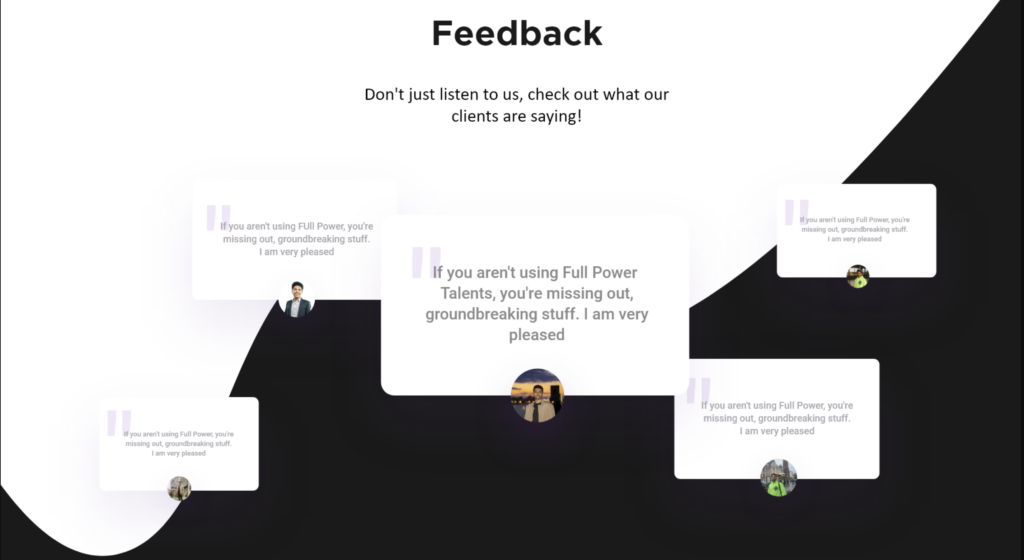 Feedback
Don't just listen to us, check out what our
clients are saying!
"
If you aren't using FUll Power, you're
missing out, groundbreaking stuff.
I am very pleased
"
If you aren't using Full Power
Talents, you're missing out,
groundbreaking stuff. I am very
pleased
"
If you aren't using Full Power, you're
missing out, groundbreaking stuff.
I am very pleased
"
If you aren't using Full Power, you're
missing out, groundbreaking stuff.
I am very pleased
"
If you aren't using Full Power, you're
missing out, groundbreaking stuff.
I am very pleased